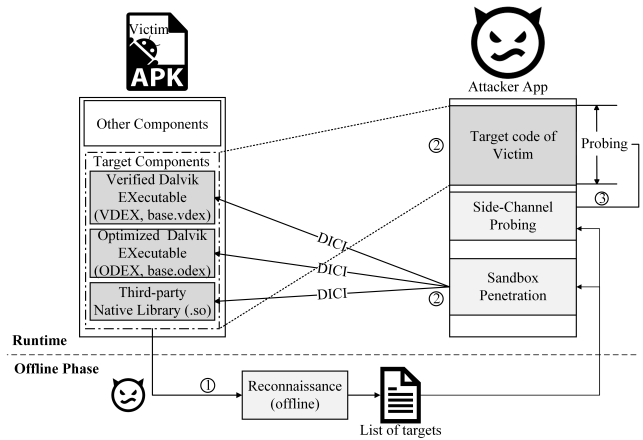 Victim
APK
Attacker App
Other Components
Target Components
Verified Dalvik
EXecutable
(VDEX, base.vdex)
Optimized Dalvik
EXecutable
(ODEX, base.odex)
Third-party
Native Library (.so)
DICI
DICI
DICI
②
Target code of
Victim
Probing
③
Side-Channel
Probing
②
Sandbox
Penetration
Runtime
Offline Phase
①
Reconnaissance
(offline)
List of targets